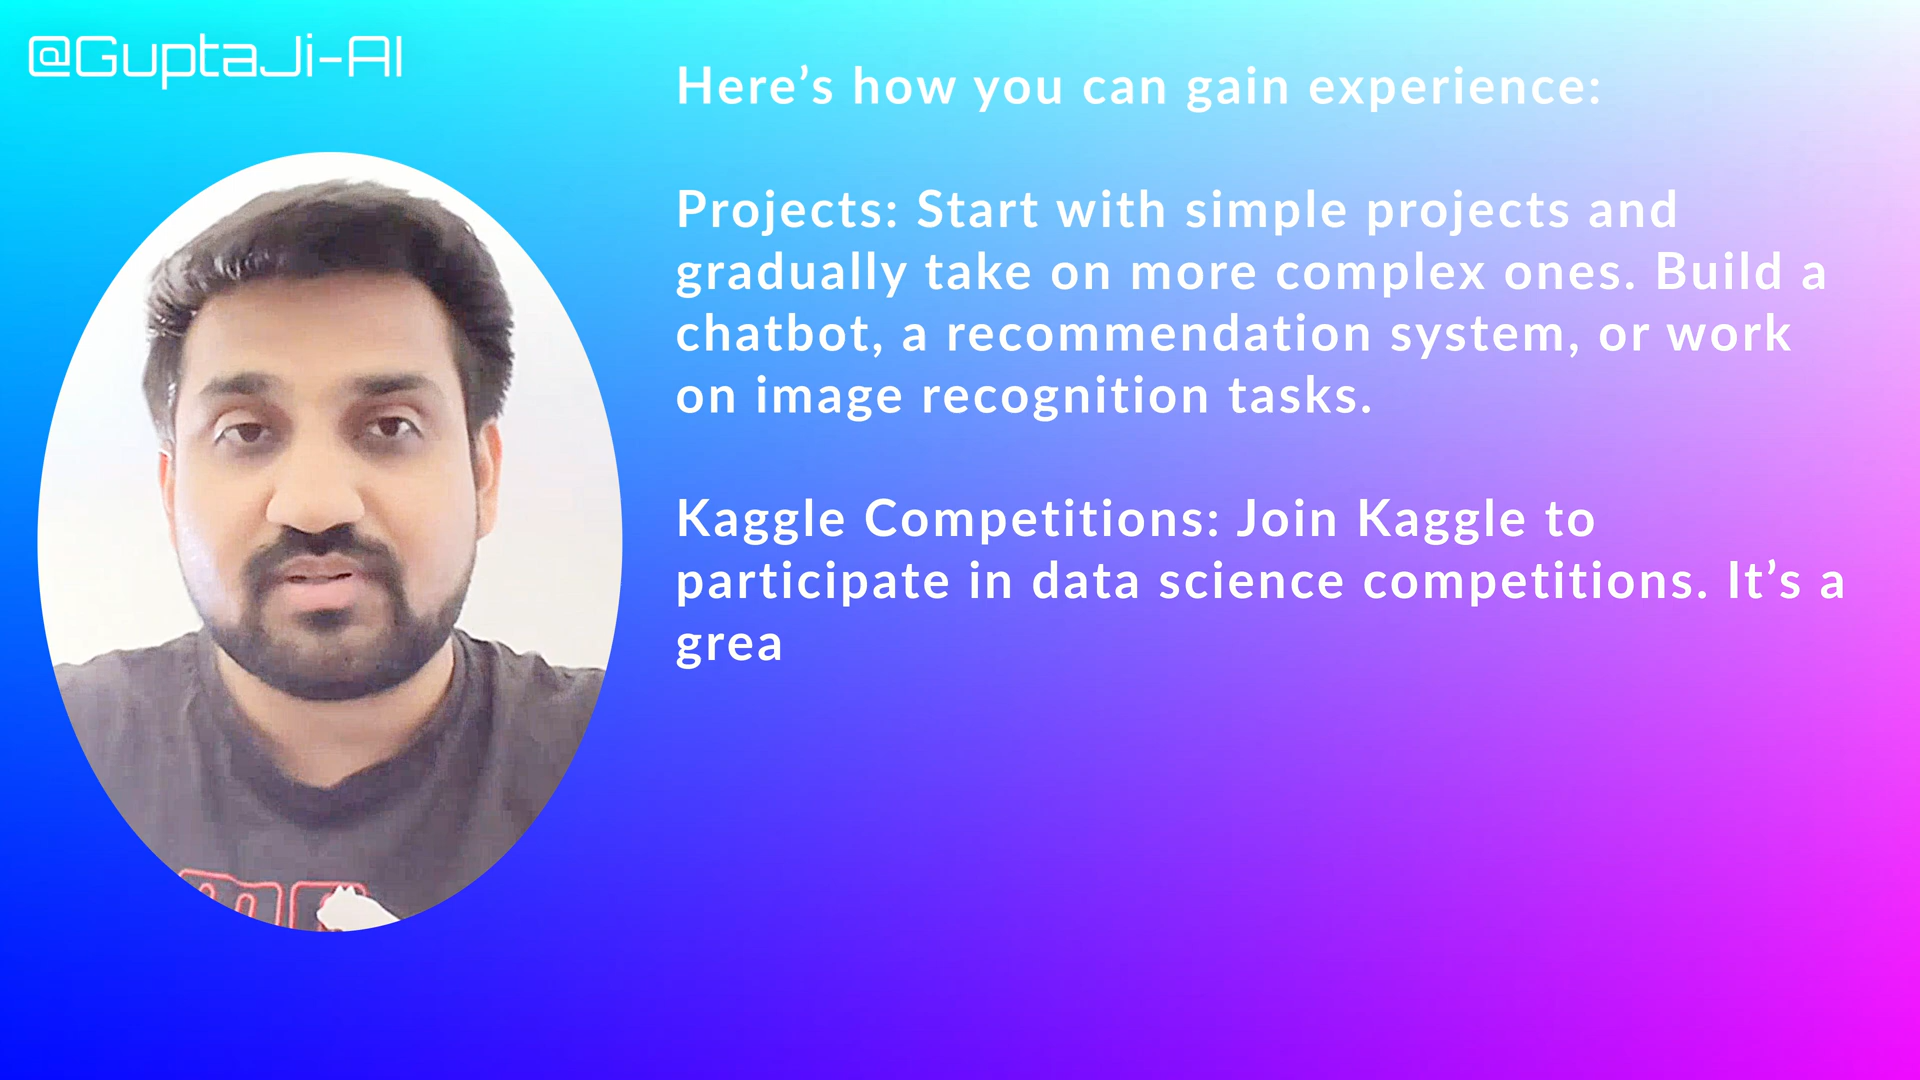 @GuptaJi-AI
Here’s how you can gain experience:
Projects: Start with simple projects and
gradually take on more complex ones. Build a
chatbot, a recommendation system, or work
on image recognition tasks.
Kaggle Competitions: Join Kaggle to
participate in data science competitions. It’s a
grea